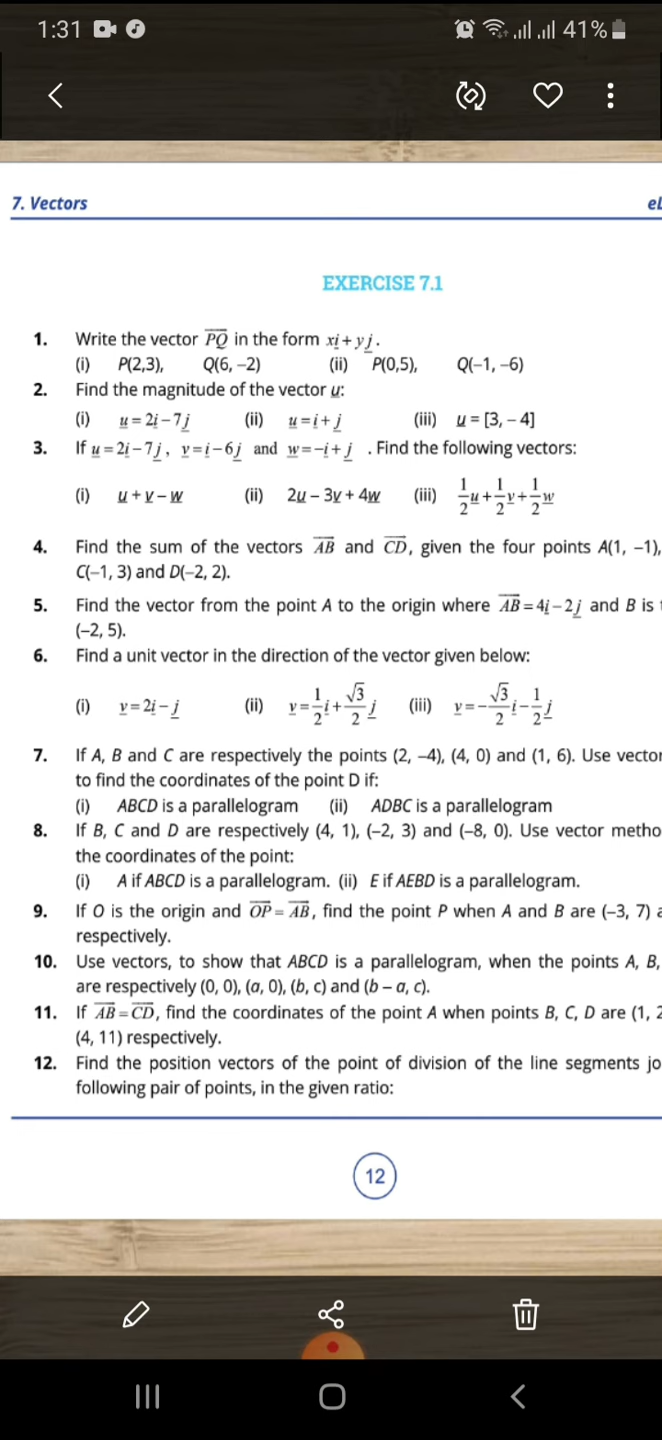 1:31
41%
7. Vectors
EXERCISE 7.1
1. Write the vector PQ in the form xi + yj.
(i) P(2,3), Q(6, –2) (ii) P(0,5), Q(–1, –6)
2. Find the magnitude of the vector u:
(i) u = 2i – 7j (ii) u = i + j (iii) u = [3, – 4]
3. If u = 2i – 7j, v = i – 6j and w = –i + j . Find the following vectors:
(i) u + v – w (ii) 2u – 3v + 4w (iii) 1/2 u + 1/2 v + 1/2 w
4. Find the sum of the vectors AB and CD, given the four points A(1, –1),
C(–1, 3) and D(–2, 2).
5. Find the vector from the point A to the origin where AB = 4i – 2j and B is
(–2, 5).
6. Find a unit vector in the direction of the vector given below:
(i) v = 2i – j (ii) v = 1/2 i + √3/2 j (iii) v = – √3/2 i – 1/2 j
7. If A, B and C are respectively the points (2, –4), (4, 0) and (1, 6). Use vector
to find the coordinates of the point D if:
(i) ABCD is a parallelogram (ii) ADBC is a parallelogram
8. If B, C and D are respectively (4, 1), (–2, 3) and (–8, 0). Use vector metho
the coordinates of the point:
(i) A if ABCD is a parallelogram. (ii) E if AEBD is a parallelogram.
9. If O is the origin and OP = AB, find the point P when A and B are (–3, 7)
respectively.
10. Use vectors, to show that ABCD is a parallelogram, when the points A, B,
are respectively (0, 0), (a, 0), (b, c) and (b – a, c).
11. If AB = CD, find the coordinates of the point A when points B, C, D are (1, 2
(4, 11) respectively.
12. Find the position vectors of the point of division of the line segments jo
following pair of points, in the given ratio:
12